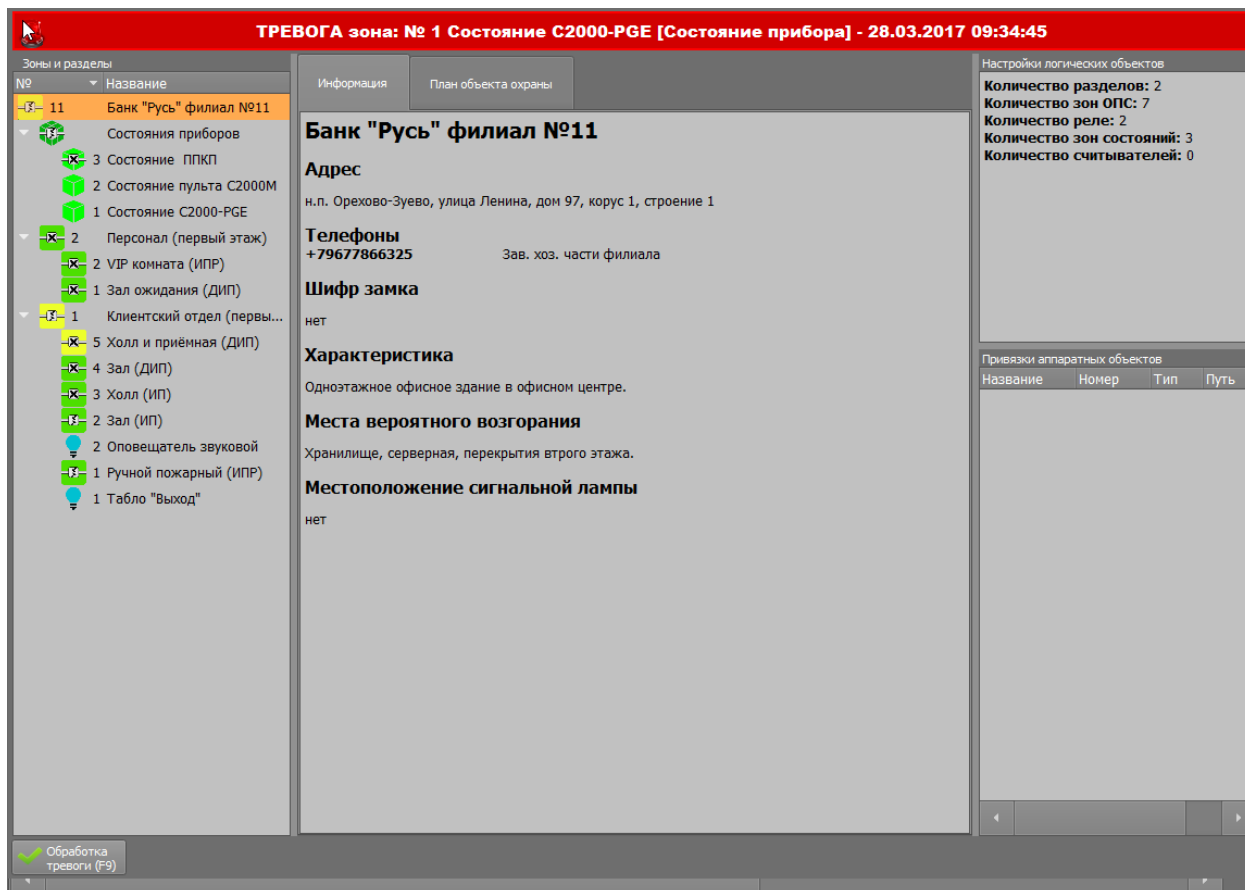 ТРЕВОГА зона: № 1 Состояние С2000-PGE [Состояние прибора] - 28.03.2017 09:34:45
Зоны и разделы
№ Название
11 Банк "Русь" филиал №11
Состояния приборов
3 Состояние ППКП
2 Состояние пульта С2000М
1 Состояние С2000-PGE
2 Персонал (первый этаж)
2 VIP комната (ИПР)
1 Зал ожидания (ДИП)
1 Клиентский отдел (первы...
5 Холл и приёмная (ДИП)
4 Зал (ДИП)
3 Холл (ИП)
2 Зал (ИП)
2 Оповещатель звуковой
1 Ручной пожарный (ИПР)
1 Табло "Выход"
Информация План объекта охраны
Банк "Русь" филиал №11
Адрес
н.п. Орехово-Зуево, улица Ленина, дом 97, корус 1, строение 1
Телефоны
+79677866325 Зав. хоз. части филиала
Шифр замка
нет
Характеристика
Одноэтажное офисное здание в офисном центре.
Места вероятного возгорания
Хранилище, серверная, перекрытия втрого этажа.
Местоположение сигнальной лампы
нет
Настройки логических объектов
Количество разделов: 2
Количество зон ОПС: 7
Количество реле: 2
Количество зон состояний: 3
Количество считывателей: 0
Привязки аппаратных объектов
Название Номер Тип Путь
Обработка
тревоги (F9)